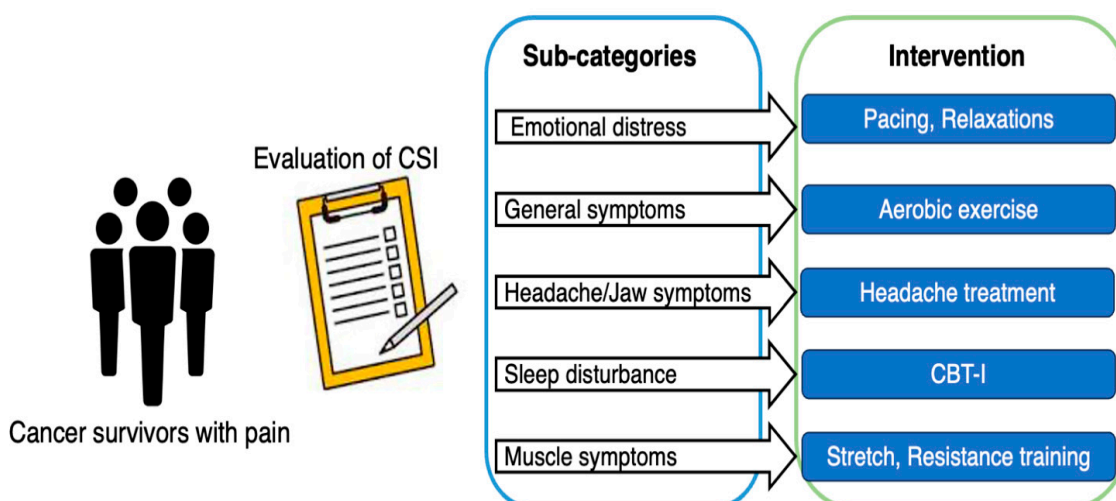 Sub-categories
Intervention
Emotional distress
Pacing, Relaxations
Evaluation of CSI
General symptoms
Aerobic exercise
Headache/Jaw symptoms
Headache treatment
Sleep disturbance
CBT-I
Cancer survivors with pain
Muscle symptoms
Stretch, Resistance training